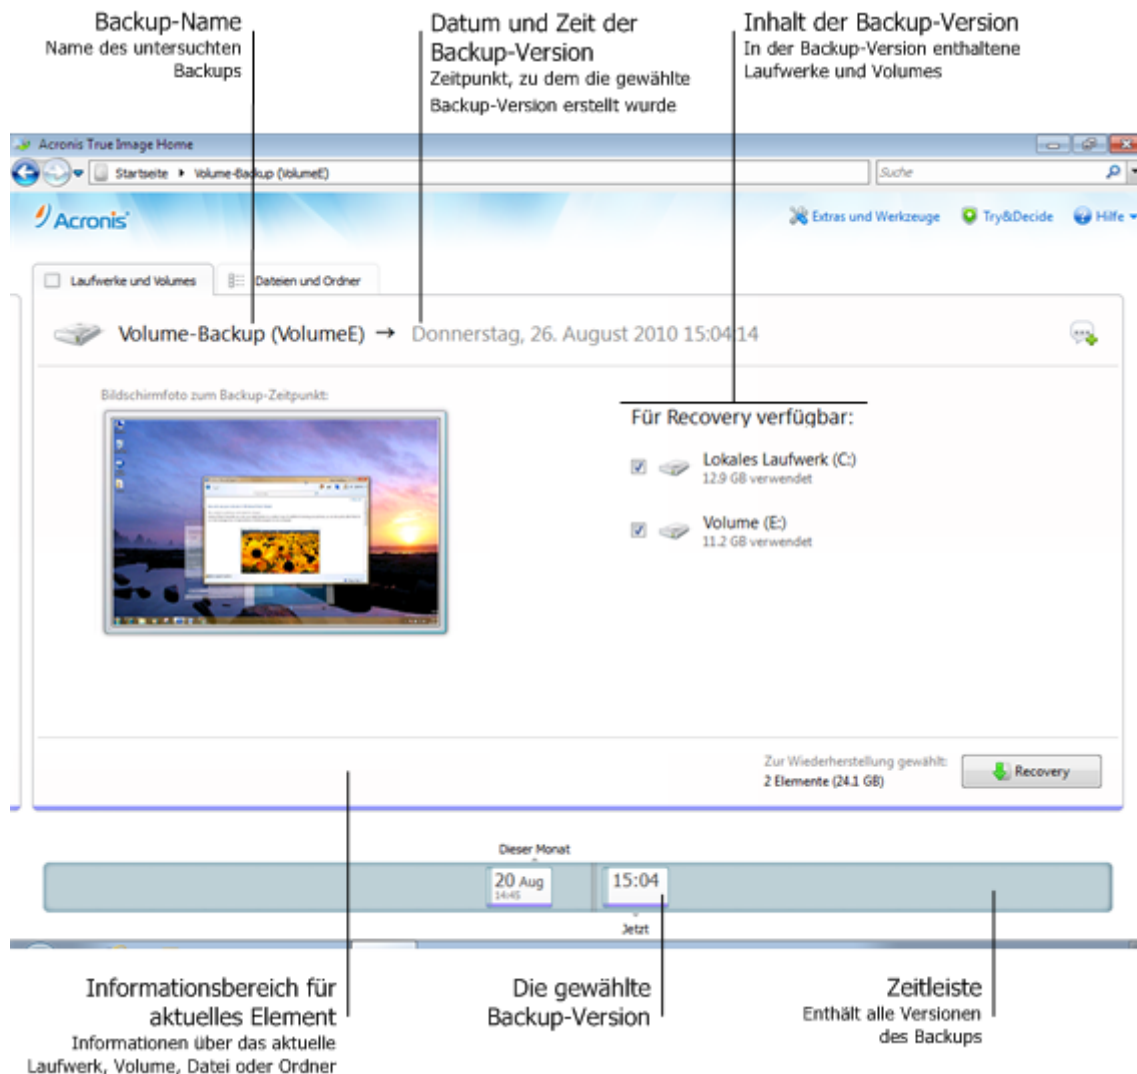 Backup-Name
Name des untersuchten
Backups
Datum und Zeit der
Backup-Version
Zeitpunkt, zu dem die gewählte
Backup-Version erstellt wurde
Inhalt der Backup-Version
In der Backup-Version enthaltene
Laufwerke und Volumes
Acronis True Image Home
Startseite Volume-Backup (VolumeE)
Suche
Acronis
Extras und Werkzeuge
Try&Decide
Hilfe
Laufwerke und Volumes
Dateien und Ordner
Volume-Backup (VolumeE) → Donnerstag, 26. August 2010 15:04:14
Bildschirmfoto zum Backup-Zeitpunkt:
Für Recovery verfügbar:
Lokales Laufwerk (C:)
12.9 GB verwendet
Volume (E:)
11.2 GB verwendet
Zur Wiederherstellung gewählt:
2 Elemente (24.1 GB)
Recovery
Dieser Monat
20 Aug
14:45
15:04
Jetzt
Informationsbereich für
aktuelles Element
Informationen über das aktuelle
Laufwerk, Volume, Datei oder Ordner
Die gewählte
Backup-Version
Zeitleiste
Enthält alle Versionen
des Backups